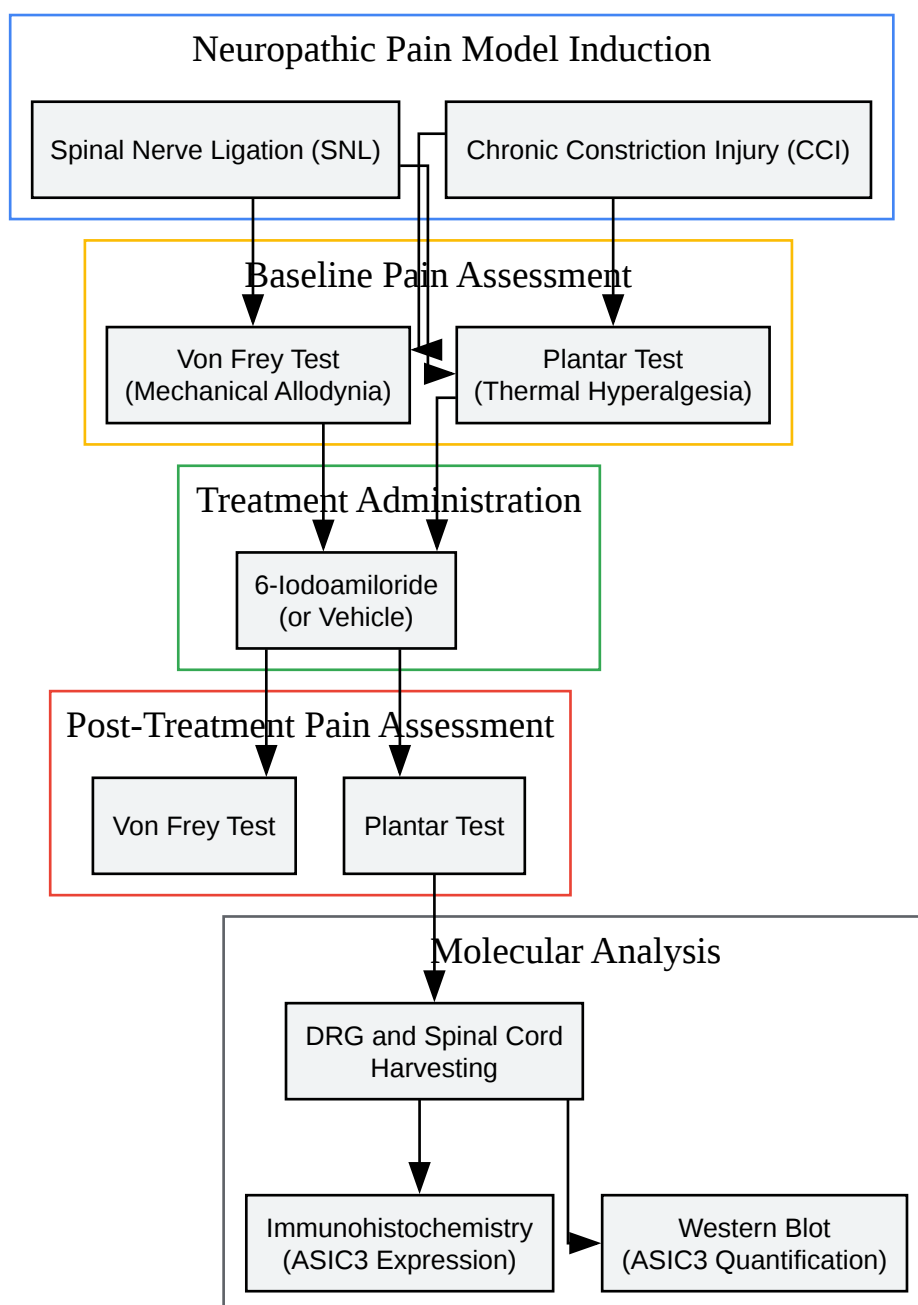 Neuropathic Pain Model Induction
Spinal Nerve Ligation (SNL)
Chronic Constriction Injury (CCI)
Baseline Pain Assessment
Von Frey Test
(Mechanical Allodynia)
Plantar Test
(Thermal Hyperalgesia)
Treatment Administration
6-Iodoamiloride
(or Vehicle)
Post-Treatment Pain Assessment
Von Frey Test
Plantar Test
Molecular Analysis
DRG and Spinal Cord
Harvesting
Immunohistochemistry
(ASIC3 Expression)
Western Blot
(ASIC3 Quantification)